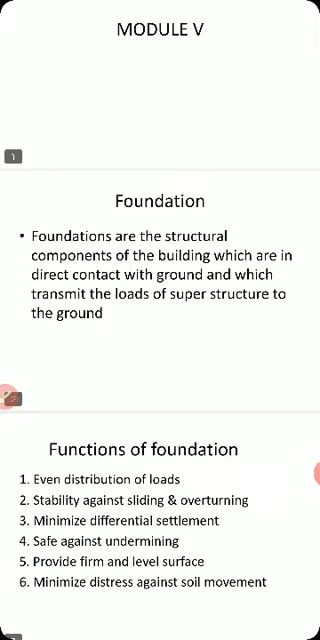 MODULE V
1
Foundation
• Foundations are the structural
components of the building which are in
direct contact with ground and which
transmit the loads of super structure to
the ground
Functions of foundation
1. Even distribution of loads
2. Stability against sliding & overturning
3. Minimize differential settlement
4. Safe against undermining
5. Provide firm and level surface
6. Minimize distress against soil movement